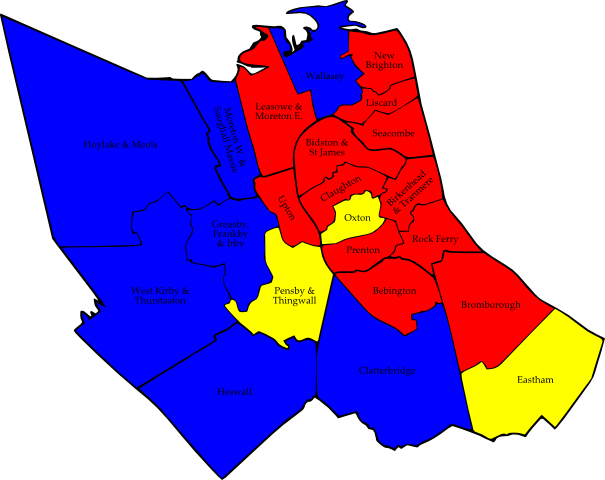 New
Brighton
Wallasey
Liscard
Leasowe &
Moreton E.
Seacombe
Moreton W. &
Saughall Massie
Hoylake & Meols
Bidston &
St James
Claughton
Birkenhead
& Tranmere
Upton
Oxton
Greasby,
Frankby
& Irby
Rock Ferry
Prenton
West Kirby &
Thurstaston
Pensby &
Thingwall
Bebington
Bromborough
Clatterbridge
Eastham
Heswall